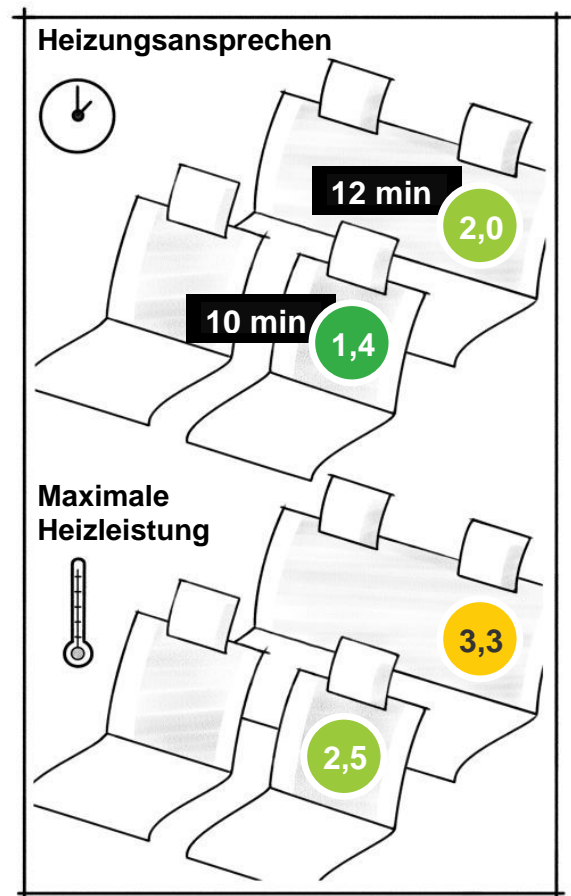 Heizungsansprechen
12 min
2,0
10 min
1,4
Maximale
Heizleistung
3,3
2,5